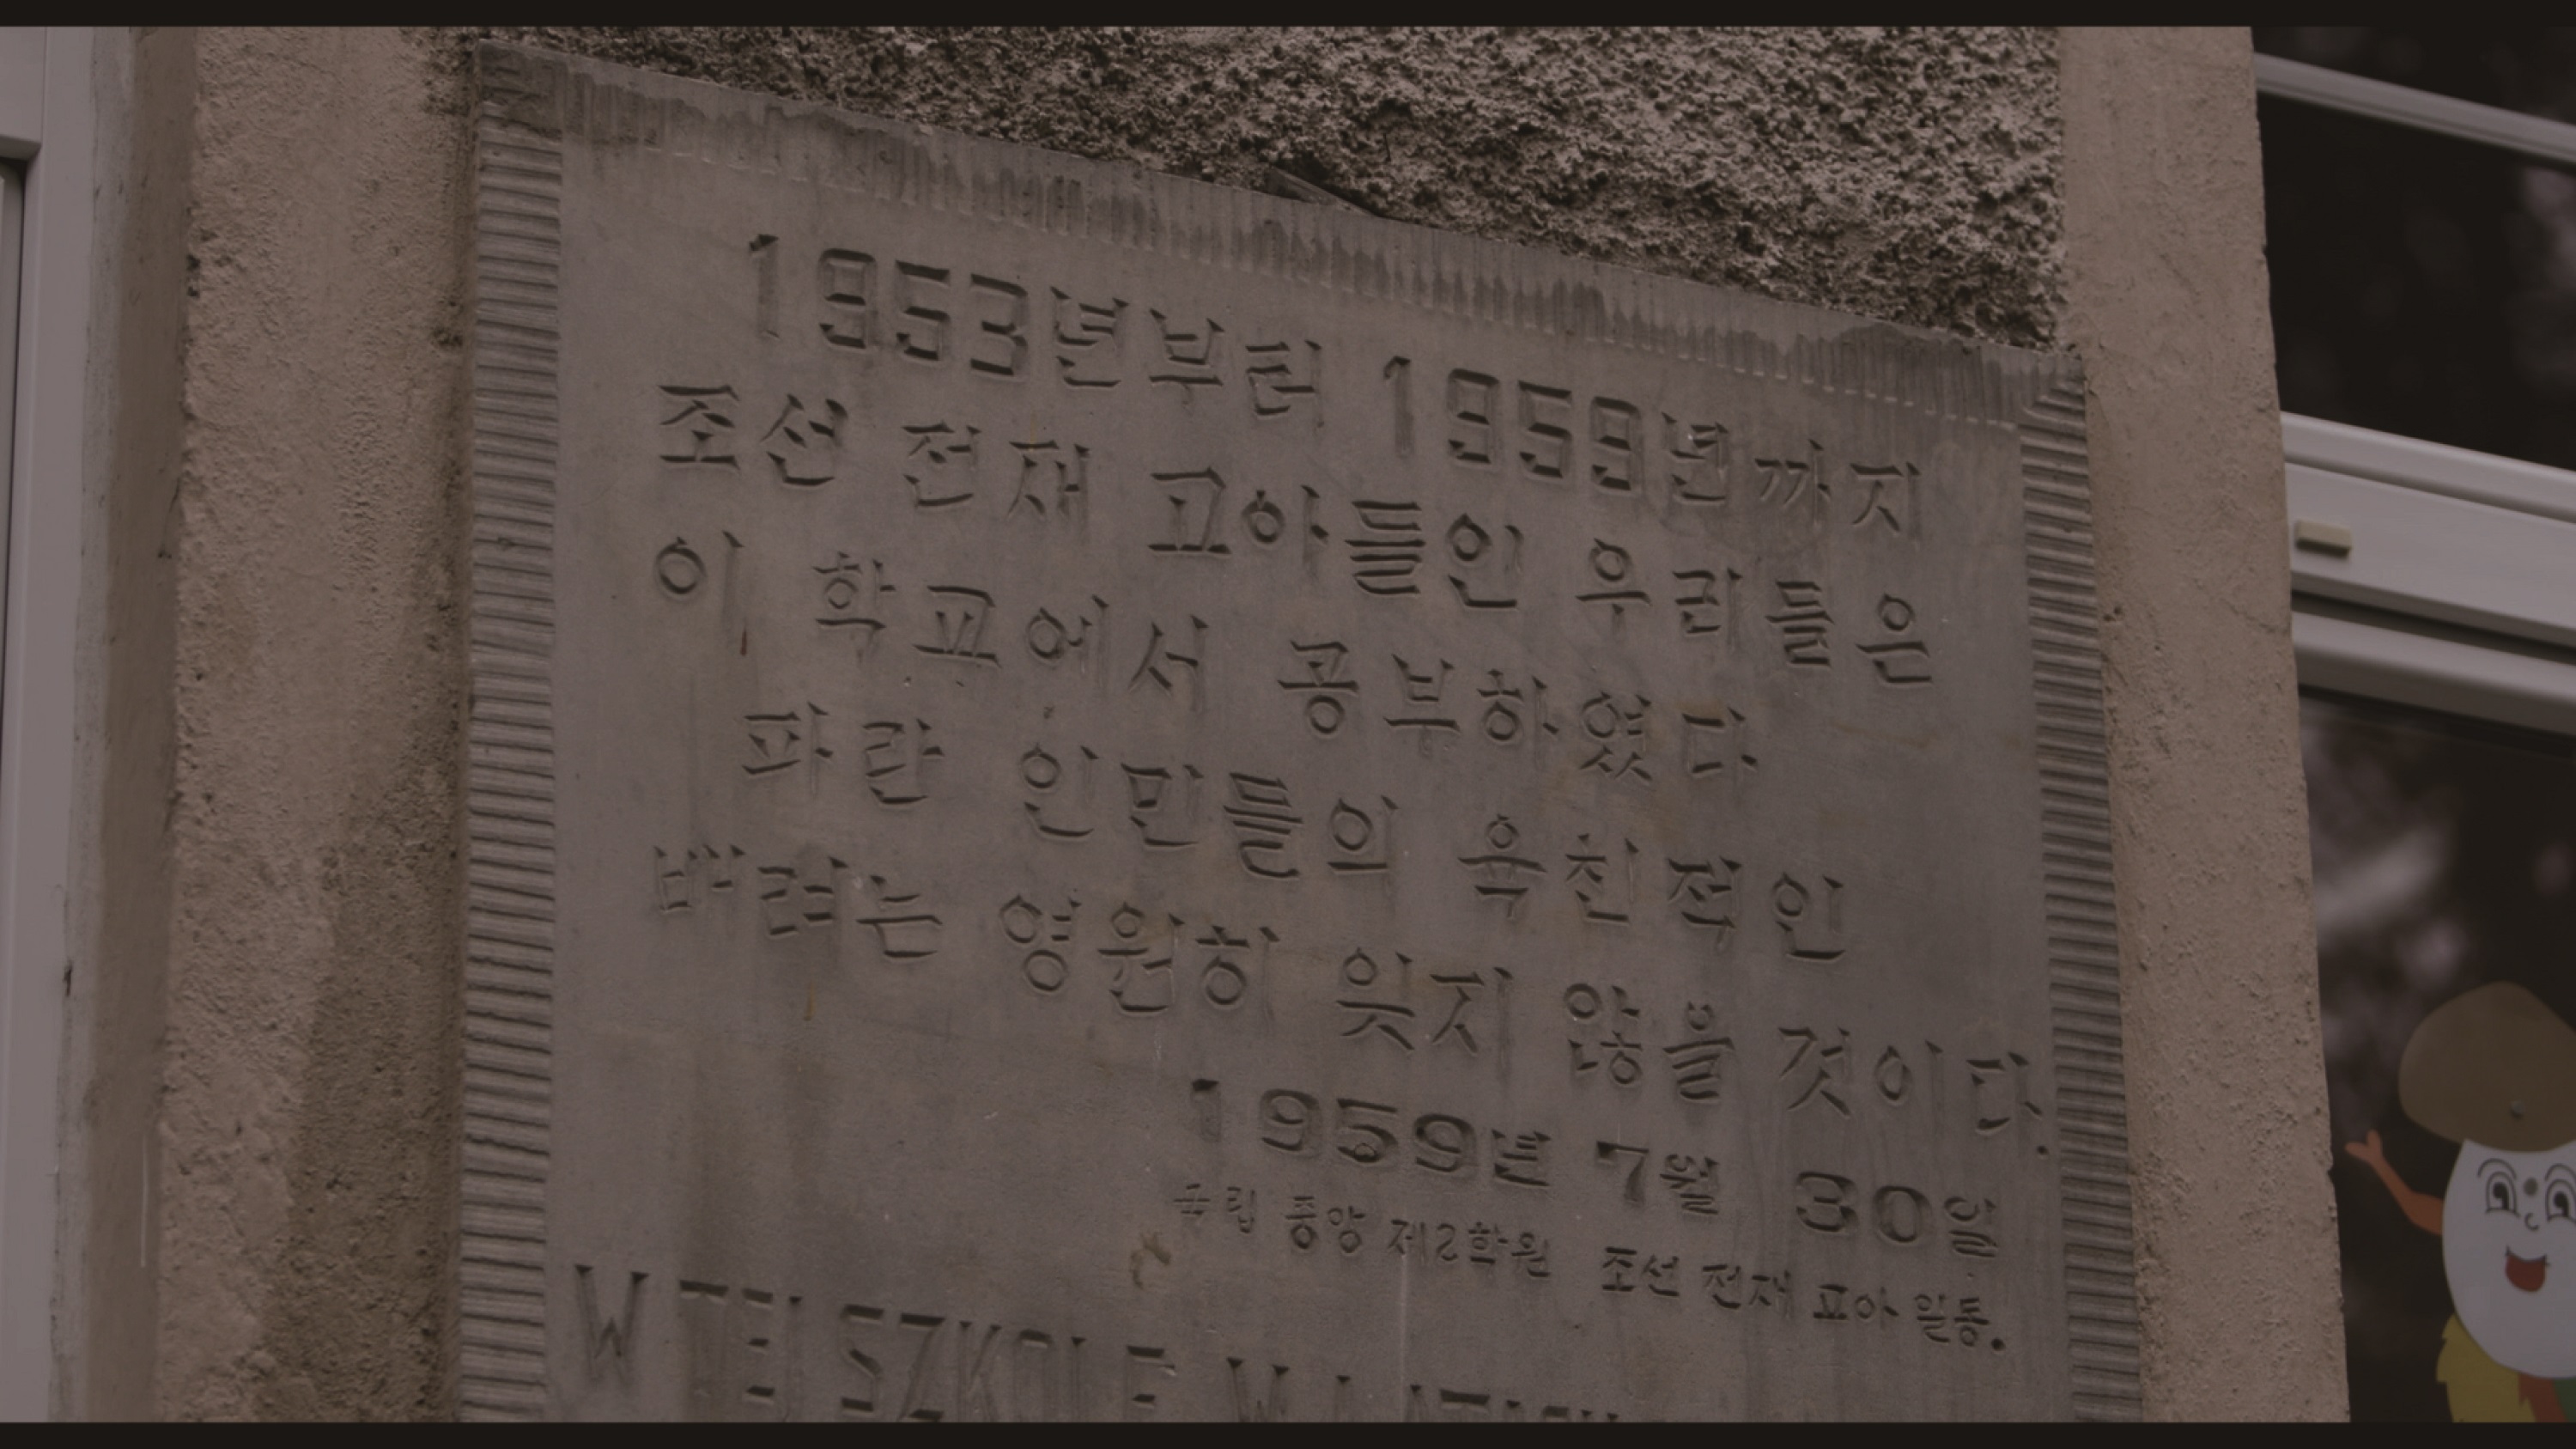 1953년부터 1959년까지
조선 전재 고아들인 우리들은
이 학교에서 공부하였다
파란 인민들의 육친적인
배려는 영원히 잊지 않을 것이다.
1959년 7월 30일
국립 중앙 제2학원 조선 전재 고아 일동.
W TEJ SZKOLE W LATACH